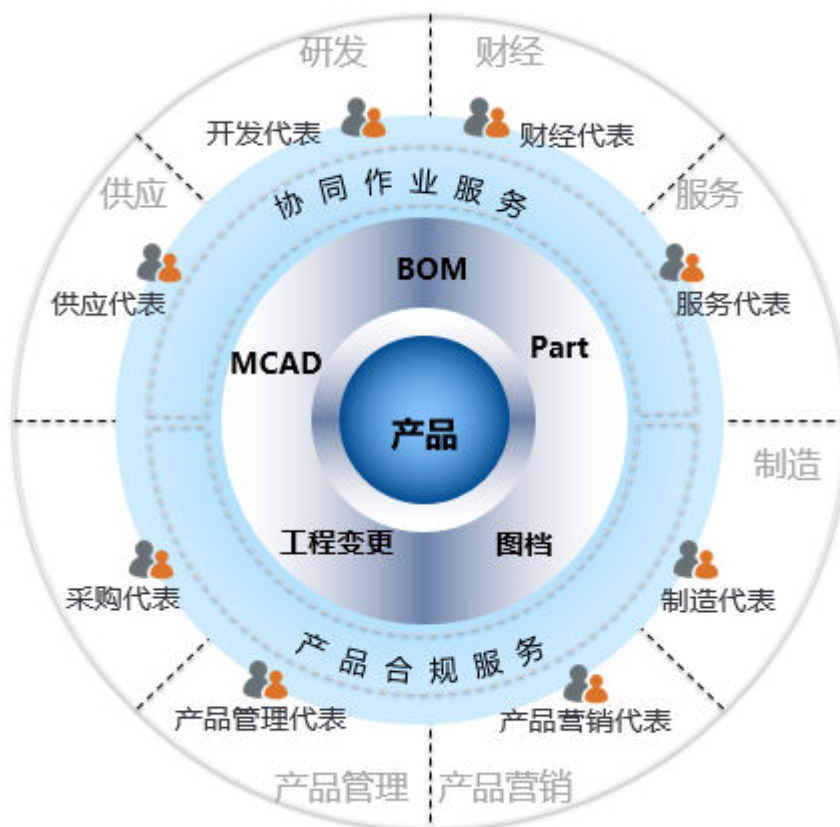 研发
财经
开发代表
财经代表
供应
服务
协同作业服务
BOM
供应代表
服务代表
MCAD
Part
产品
制造
工程变更
图档
采购代表
制造代表
产品合规服务
产品管理代表
产品营销代表
产品管理
产品营销